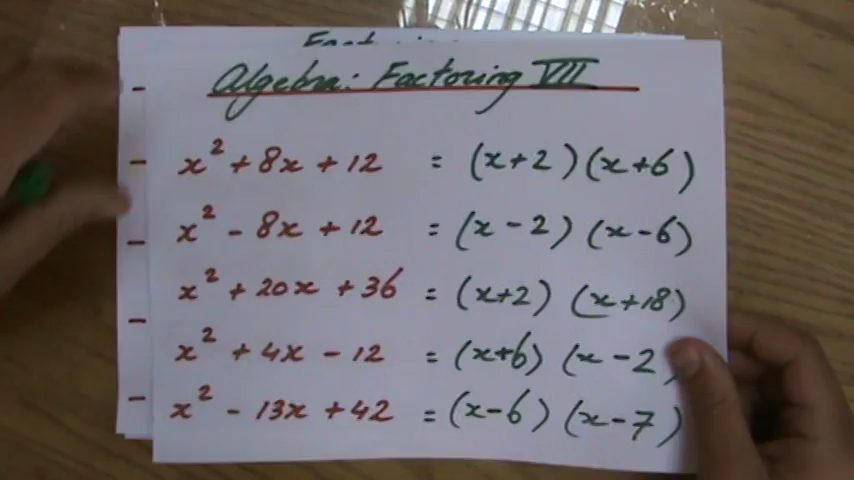 Algebra: Factoring VII
x² + 8x + 12 = (x+2)(x+6)
x² - 8x + 12 = (x-2)(x-6)
x² + 20x + 36 = (x+2)(x+18)
x² + 4x - 12 = (x+6)(x-2)
x² - 13x + 42 = (x-6)(x-7)